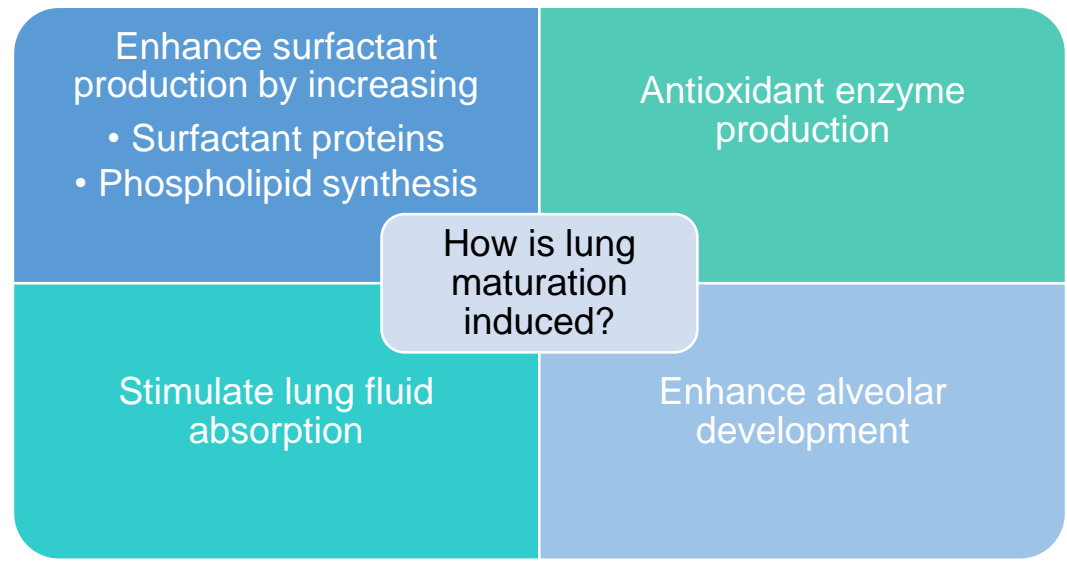 Enhance surfactant
production by increasing
• Surfactant proteins
• Phospholipid synthesis
Antioxidant enzyme
production
How is lung
maturation
induced?
Stimulate lung fluid
absorption
Enhance alveolar
development